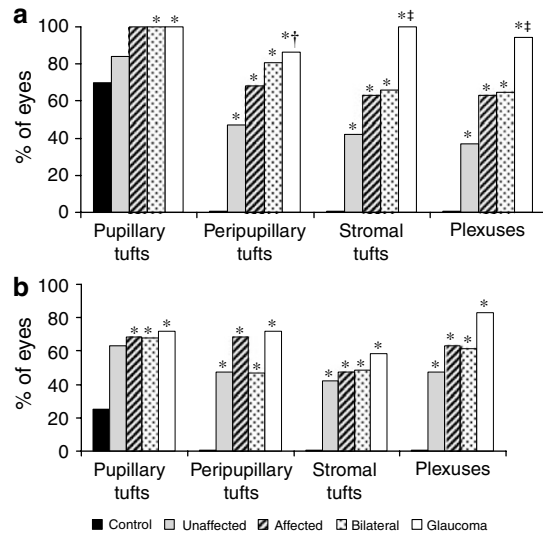 a
% of eyes
100
80
60
40
20
0
* *
* * * *†
* * * *‡
* * * *‡
Pupillary tufts
Peripupillary tufts
Stromal tufts
Plexuses
b
% of eyes
100
80
60
40
20
0
* * *
* * * *
* * * *
* * * *
Pupillary tufts
Peripupillary tufts
Stromal tufts
Plexuses
Control Unaffected Affected Bilateral Glaucoma